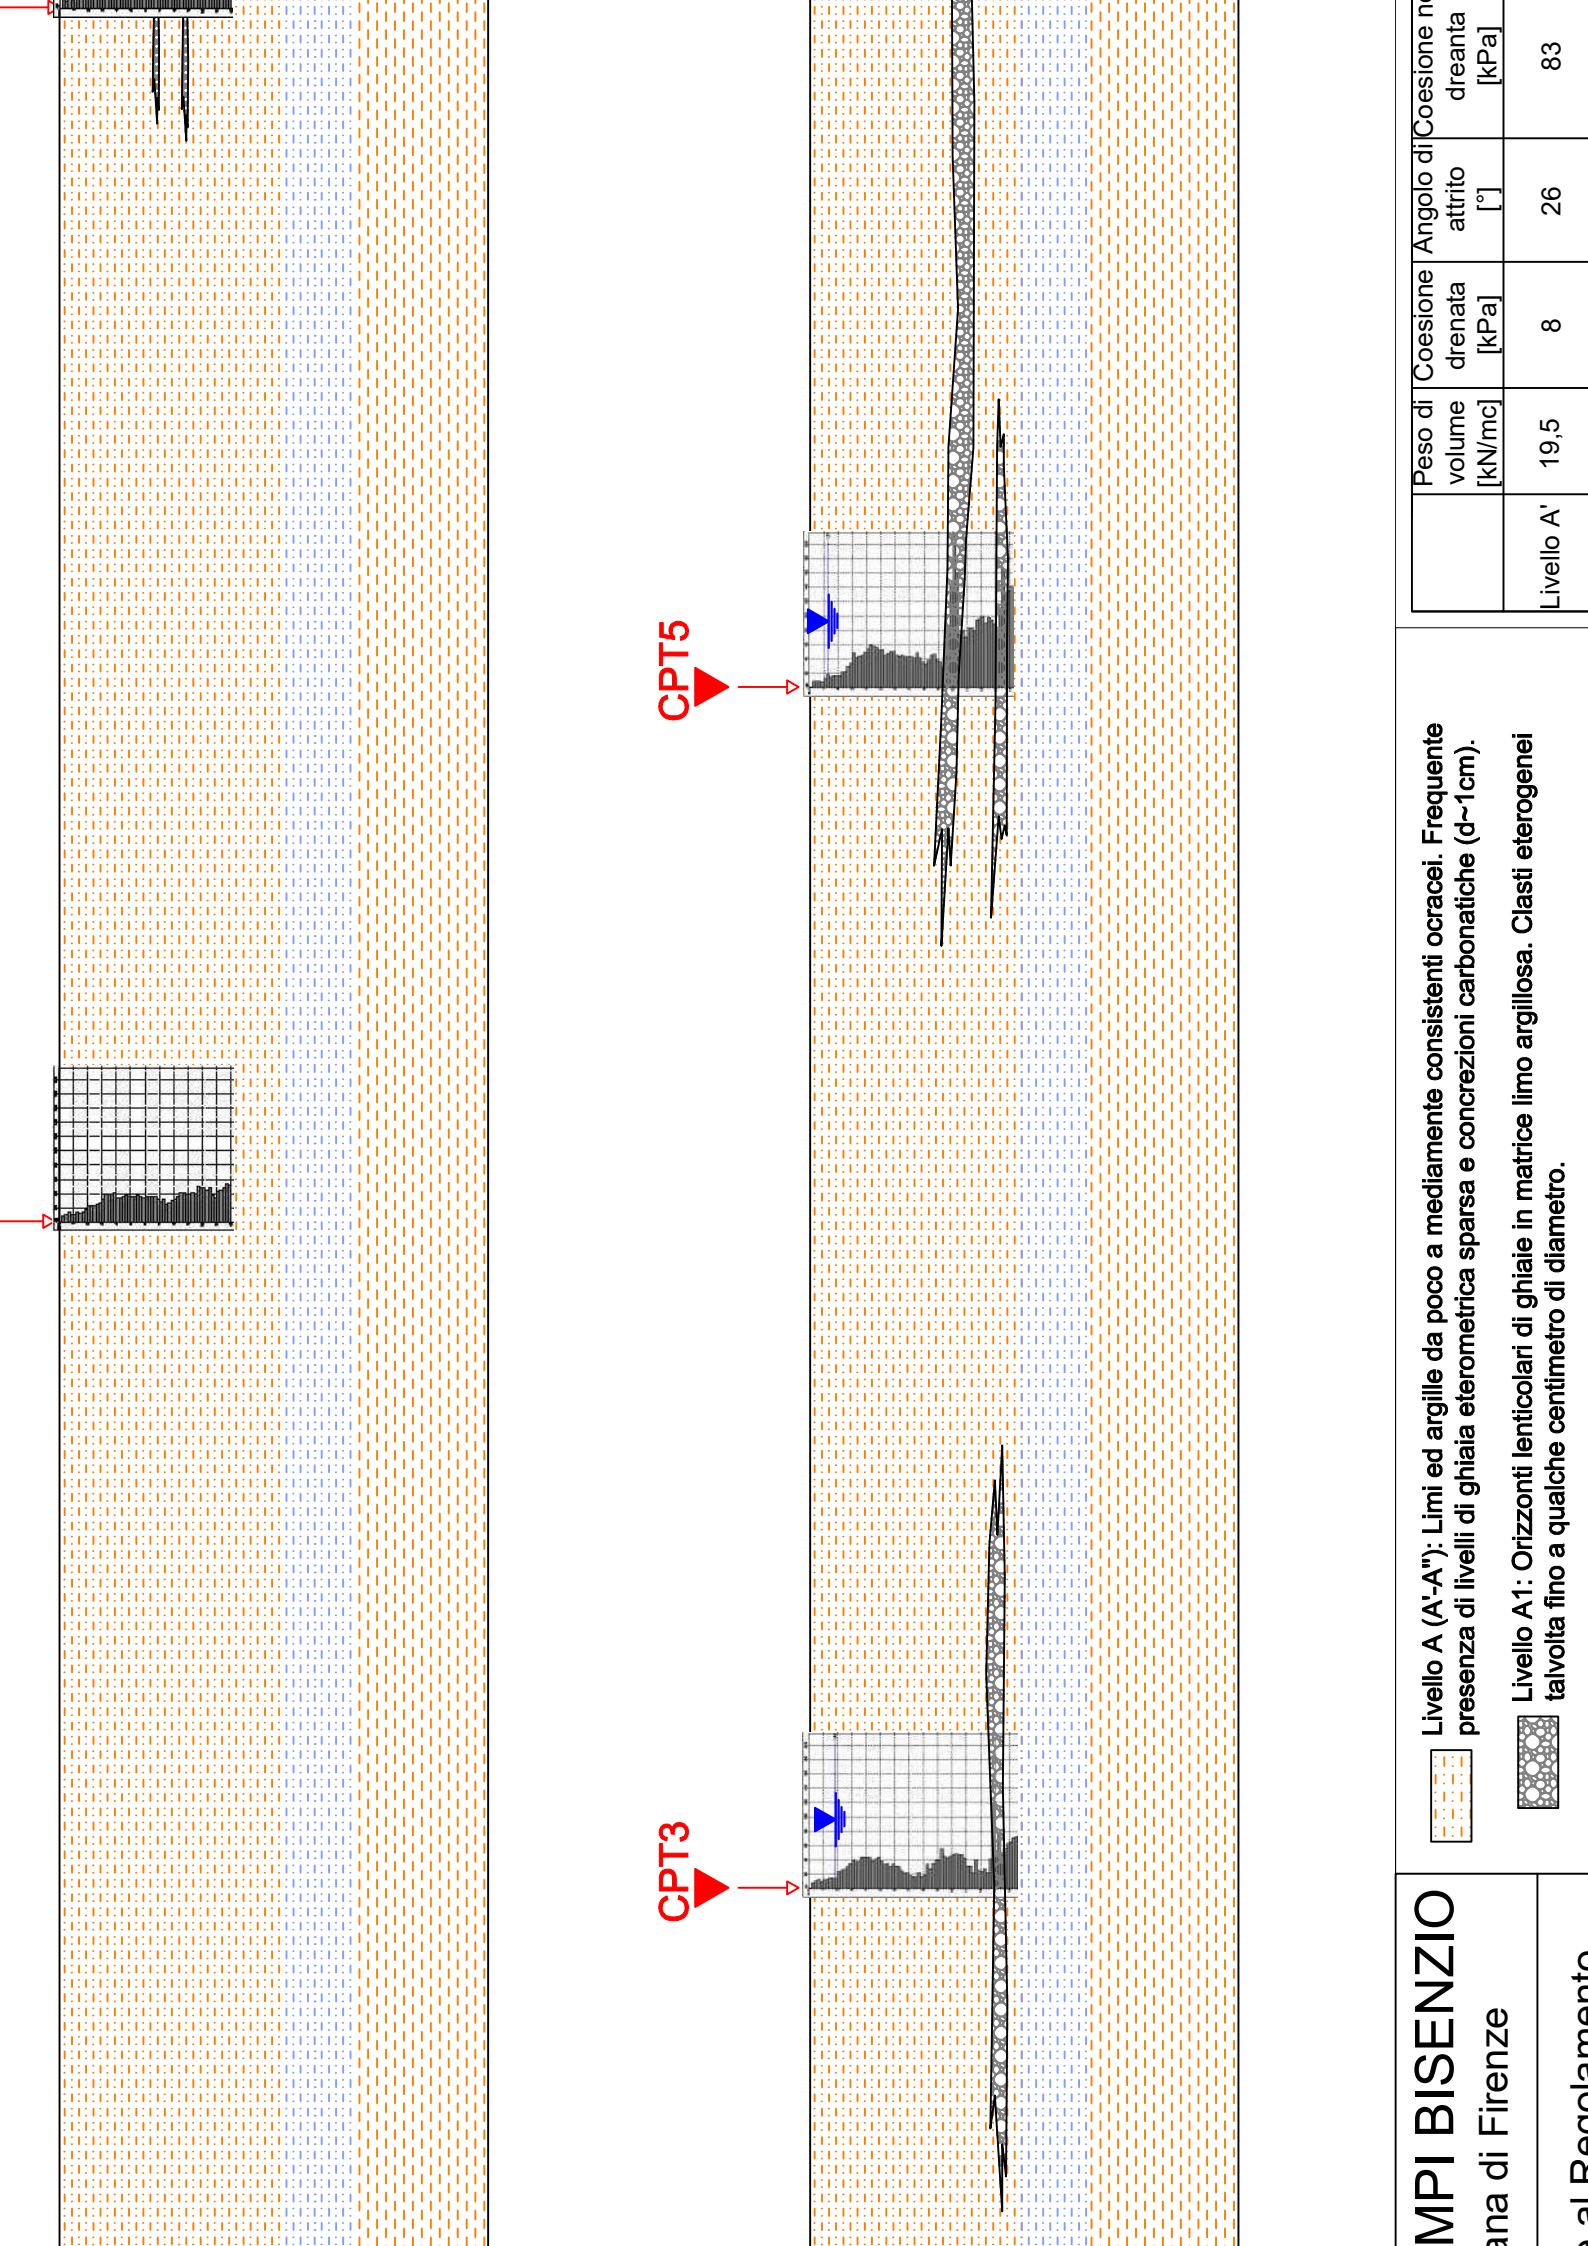 CPT5
CPT3
Peso di volume [kN/mc]
Coesione drenata [kPa]
Angolo di attrito [°]
Coesione
dreanta
[kPa]
Livello A' 19,5 8 26 83
Livello A (A'-A"): Limi ed argille da poco a mediamente consistenti ocracei. Frequente
presenza di livelli di ghiaia eterometrica sparsa e concrezioni carbonatiche (d~1cm).
Livello A1: Orizzonti lenticolari di ghiaie in matrice limo argillosa. Clasti eterogenei
talvolta fino a qualche centimetro di diametro.
MPI BISENZIO
ana di Firenze
al Regolamento